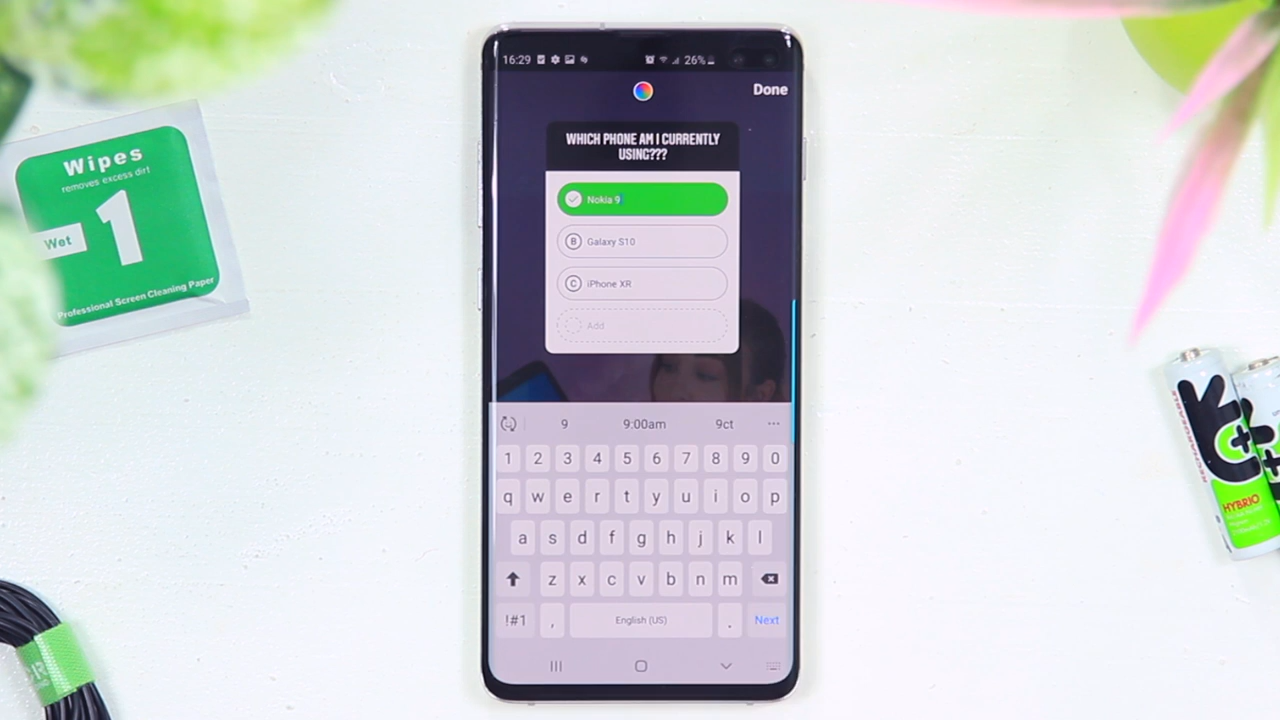 Wipes
removes excess dirt
1
Wet
Professional Screen Cleaning Paper
16:29
26%
Done
WHICH PHONE AM I CURRENTLY
USING???
Nokia 9
B Galaxy S10
C iPhone XR
Add
9 9:00am 9ct ...
1 2 3 4 5 6 7 8 9 0
q w e r t y u i o p
a s d f g h j k l
z x c v b n m
!#1 , English (US) . Next
RECHARGEABLE
HYBRIO